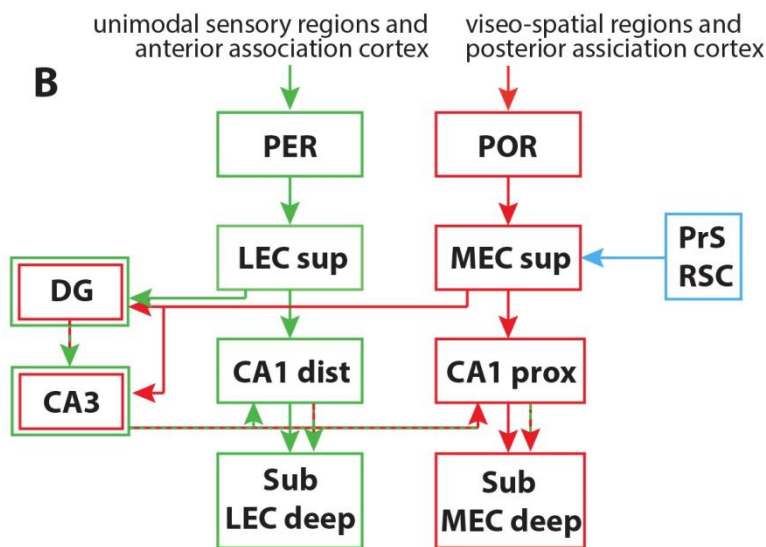 unimodal sensory regions and
anterior association cortex
viseo-spatial regions and
posterior assiciation cortex
B
PER
POR
LEC sup
MEC sup
PrS
RSC
DG
CA1 dist
CA1 prox
CA3
Sub
LEC deep
Sub
MEC deep